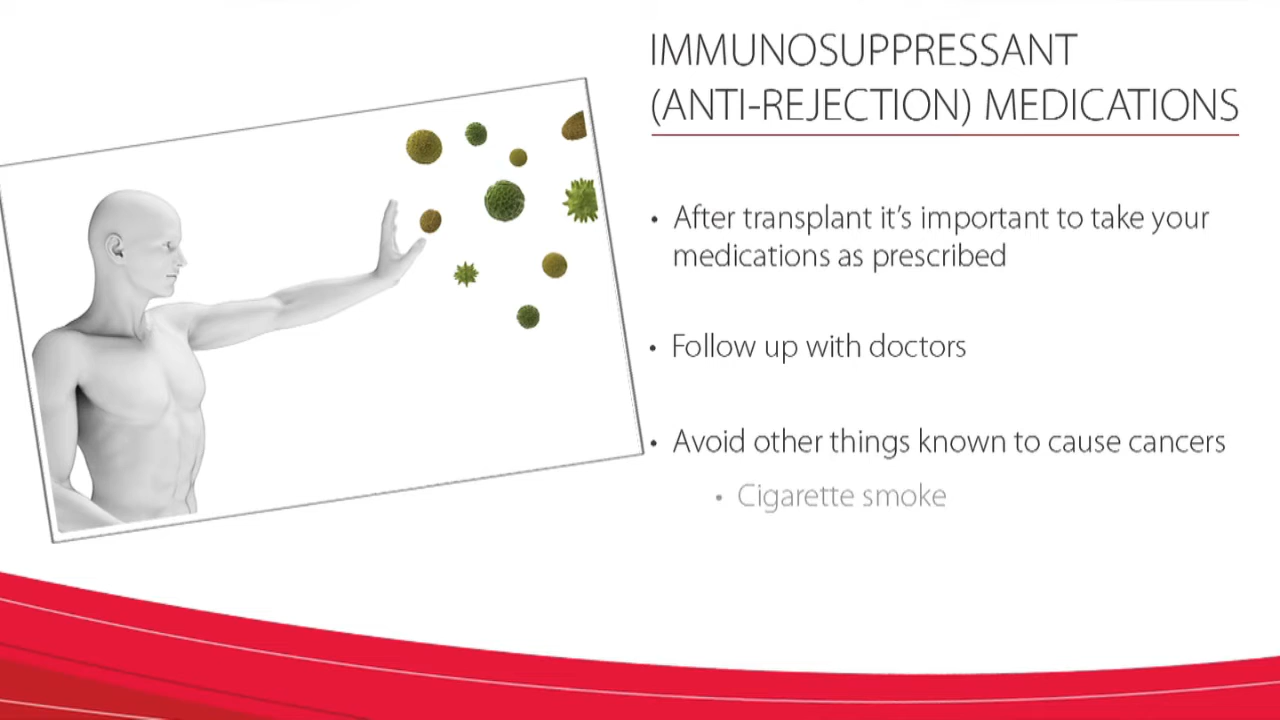 IMMUNOSUPPRESSANT
(ANTI-REJECTION) MEDICATIONS
• After transplant it's important to take your
medications as prescribed
• Follow up with doctors
• Avoid other things known to cause cancers
• Cigarette smoke